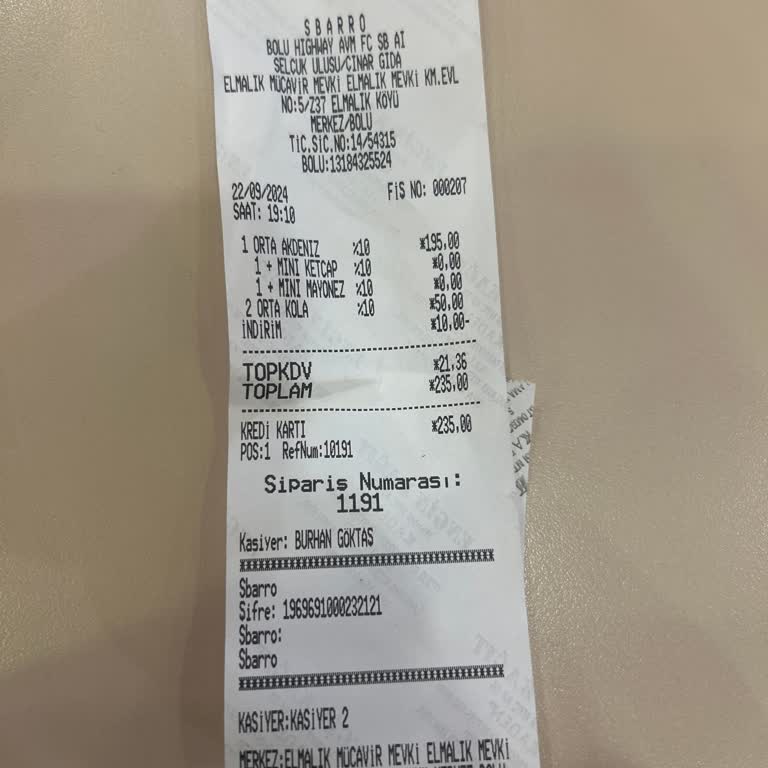 SBARRO
BOLU HIGHWAY AVM FC SB AI
SELCUK ULUSU/CINAR GIDA
ELMALIK MÜCAVİR MEVKİ ELMALIK MEVKİ KM.EVL
NO:5/Z37 ELMALIK KÖYÜ
MERKEZ/BOLU
TİC.SİC.NO:14/54315
BOLU:13184325524
22/09/2024 FİŞ NO: 000207
SAAT: 19:10
1 ORTA AKDENIZ %10 *195,00
1 + MINI KETCAP %10 *0,00
1 + MINI MAYONEZ %10 *0,00
2 ORTA KOLA %10 *50,00
İNDİRİM *10,00-
TOPKDV *21,36
TOPLAM *235,00
KREDİ KARTI *235,00
POS:1 RefNum:10191
Siparis Numarası:
1191
Kasiyer: BURHAN GÖKTAS
Sbarro
Sifre: 1969691000232121
Sbarro:
Sbarro
KASİYER:KASİYER 2
MERKEZ:ELMALIK MÜCAVİR MEVKİ ELMALIK MEVKİ